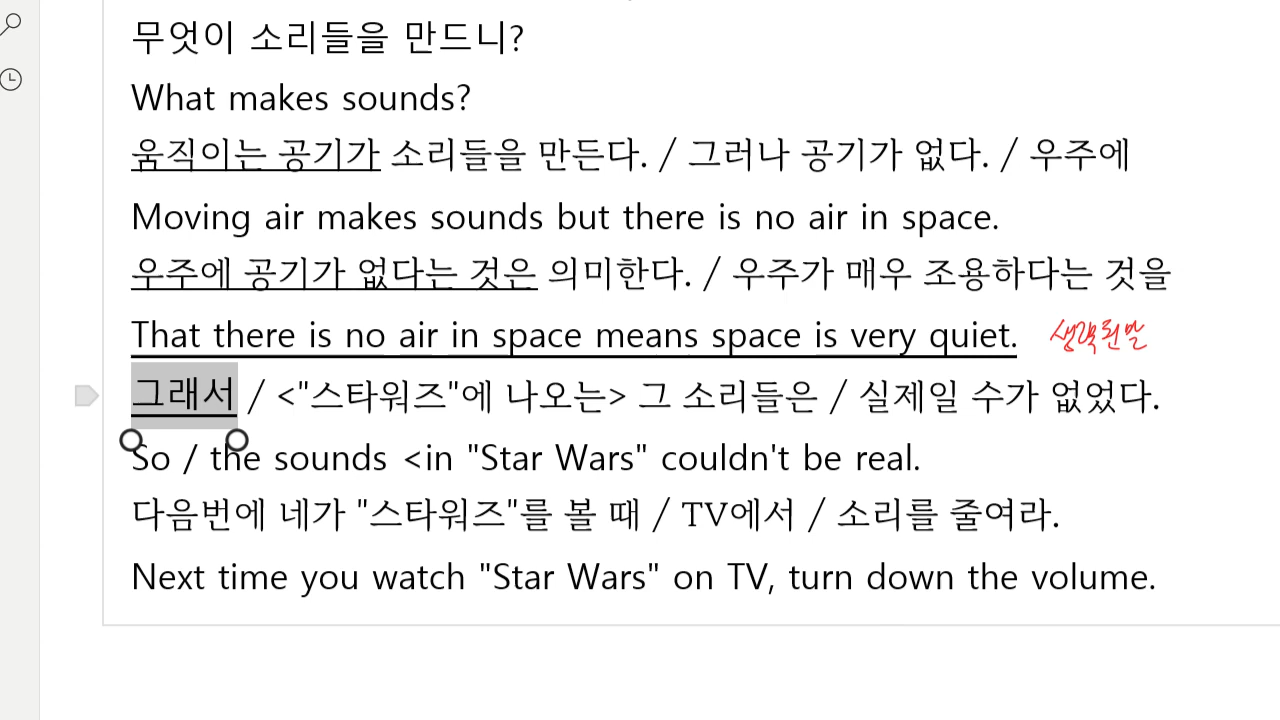 무엇이 소리들을 만드니?
What makes sounds?
움직이는 공기가 소리들을 만든다. / 그러나 공기가 없다. / 우주에
Moving air makes sounds but there is no air in space.
우주에 공기가 없다는 것은 의미한다. / 우주가 매우 조용하다는 것을
That there is no air in space means space is very quiet. 생략된 말
그래서 / <"스타워즈"에 나오는> 그 소리들은 / 실제일 수가 없었다.
So / the sounds <in "Star Wars" couldn't be real.
다음번에 네가 "스타워즈"를 볼 때 / TV에서 / 소리를 줄여라.
Next time you watch "Star Wars" on TV, turn down the volume.